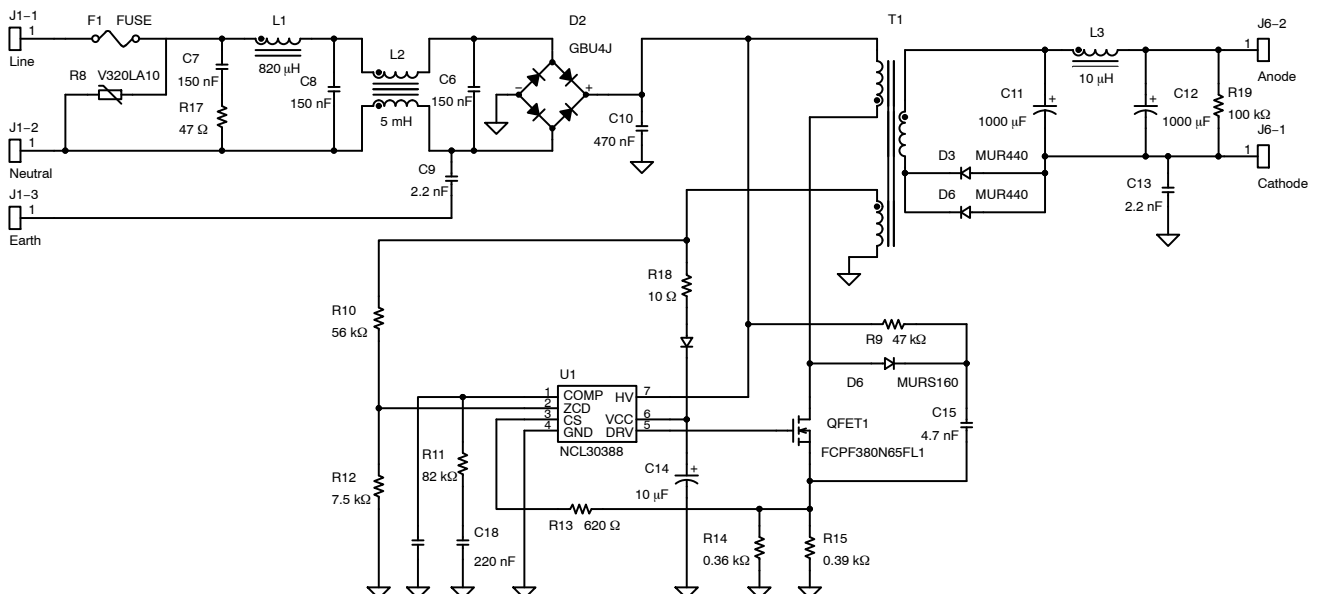 J1−1
1
Line
F1 FUSE
R8 V320LA10
C7
150 nF
R17
47 Ω
L1
820 μH
C8
150 nF
L2
5 mH
C6
150 nF
D2
GBU4J
−
+
C10
470 nF
J1−2
1
Neutral
C9
2.2 nF
J1−3
1
Earth
T1
C11
+
1000 μF
L3
10 μH
C12
+
1000 μF
R19
100 kΩ
J6−2
1
Anode
J6−1
1
Cathode
D3 MUR440
D6 MUR440
C13
2.2 nF
R18
10 Ω
R10
56 kΩ
R9 47 kΩ
D6 MURS160
C15
4.7 nF
U1
1 COMP HV 7
2 ZCD
3 CS VCC 6
4 GND DRV 5
NCL30388
QFET1
FCPF380N65FL1
R12
7.5 kΩ
R11
82 kΩ
C14
+
10 μF
R13 620 Ω
C18
220 nF
R14
0.36 kΩ
R15
0.39 kΩ